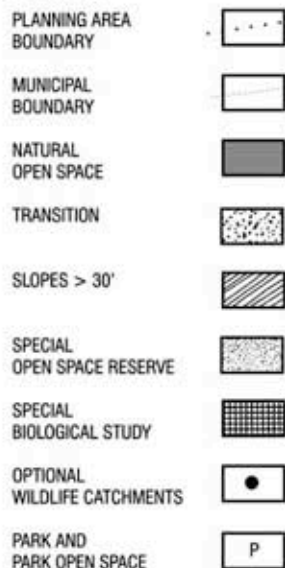 PLANNING AREA
BOUNDARY
MUNICIPAL
BOUNDARY
NATURAL
OPEN SPACE
TRANSITION
SLOPES > 30'
SPECIAL
OPEN SPACE RESERVE
SPECIAL
BIOLOGICAL STUDY
OPTIONAL
WILDLIFE CATCHMENTS
PARK AND
PARK OPEN SPACE
P